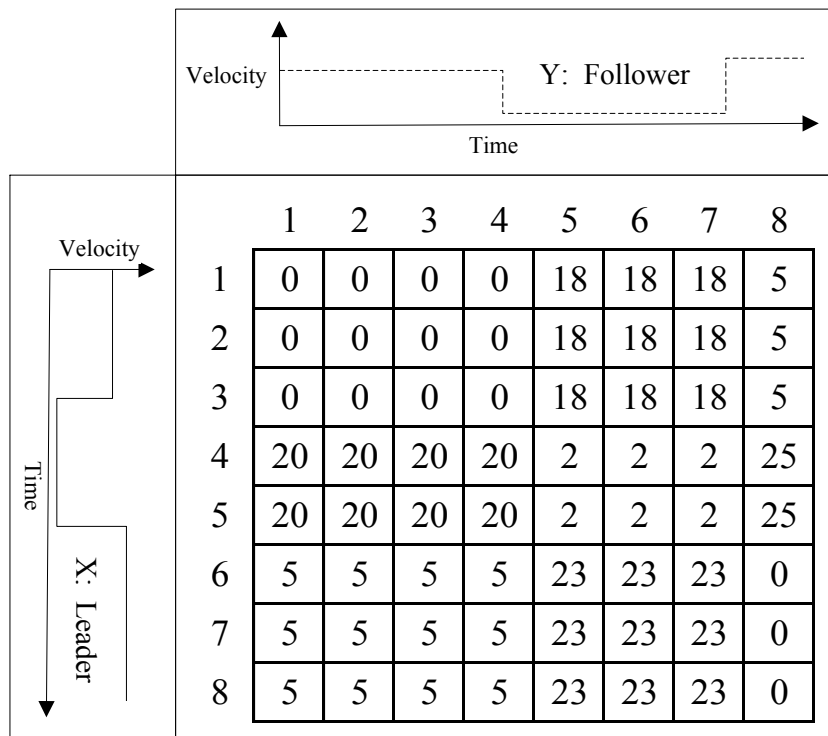 Velocity
Y: Follower
Time
Velocity
Time
X: Leader
1 2 3 4 5 6 7 8
1 0 0 0 0 18 18 18 5
2 0 0 0 0 18 18 18 5
3 0 0 0 0 18 18 18 5
4 20 20 20 20 2 2 2 25
5 20 20 20 20 2 2 2 25
6 5 5 5 5 23 23 23 0
7 5 5 5 5 23 23 23 0
8 5 5 5 5 23 23 23 0